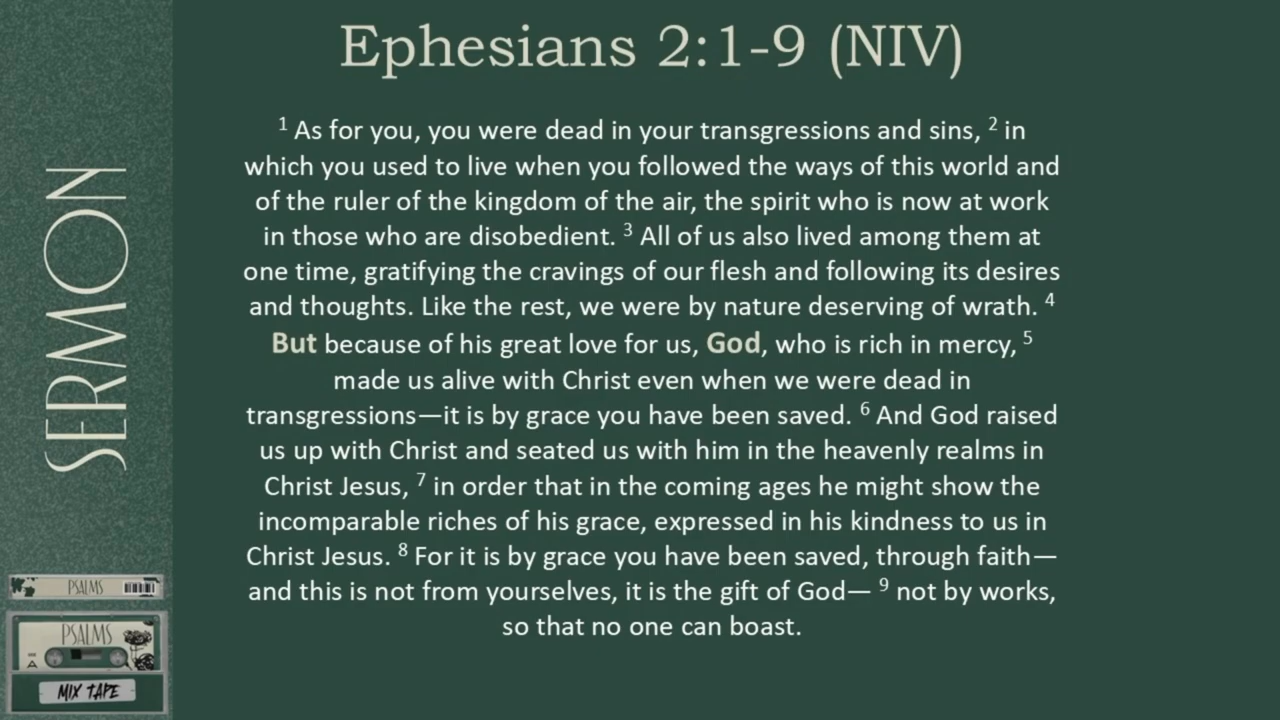 Ephesians 2:1-9 (NIV)
1 As for you, you were dead in your transgressions and sins, 2 in
which you used to live when you followed the ways of this world and
of the ruler of the kingdom of the air, the spirit who is now at work
in those who are disobedient. 3 All of us also lived among them at
one time, gratifying the cravings of our flesh and following its desires
and thoughts. Like the rest, we were by nature deserving of wrath. 4
But because of his great love for us, God, who is rich in mercy, 5
made us alive with Christ even when we were dead in
transgressions—it is by grace you have been saved. 6 And God raised
us up with Christ and seated us with him in the heavenly realms in
Christ Jesus, 7 in order that in the coming ages he might show the
incomparable riches of his grace, expressed in his kindness to us in
Christ Jesus. 8 For it is by grace you have been saved, through faith—
and this is not from yourselves, it is the gift of God— 9 not by works,
so that no one can boast.
SERMON
PSALMS
PSALMS
A
MIX TAPE